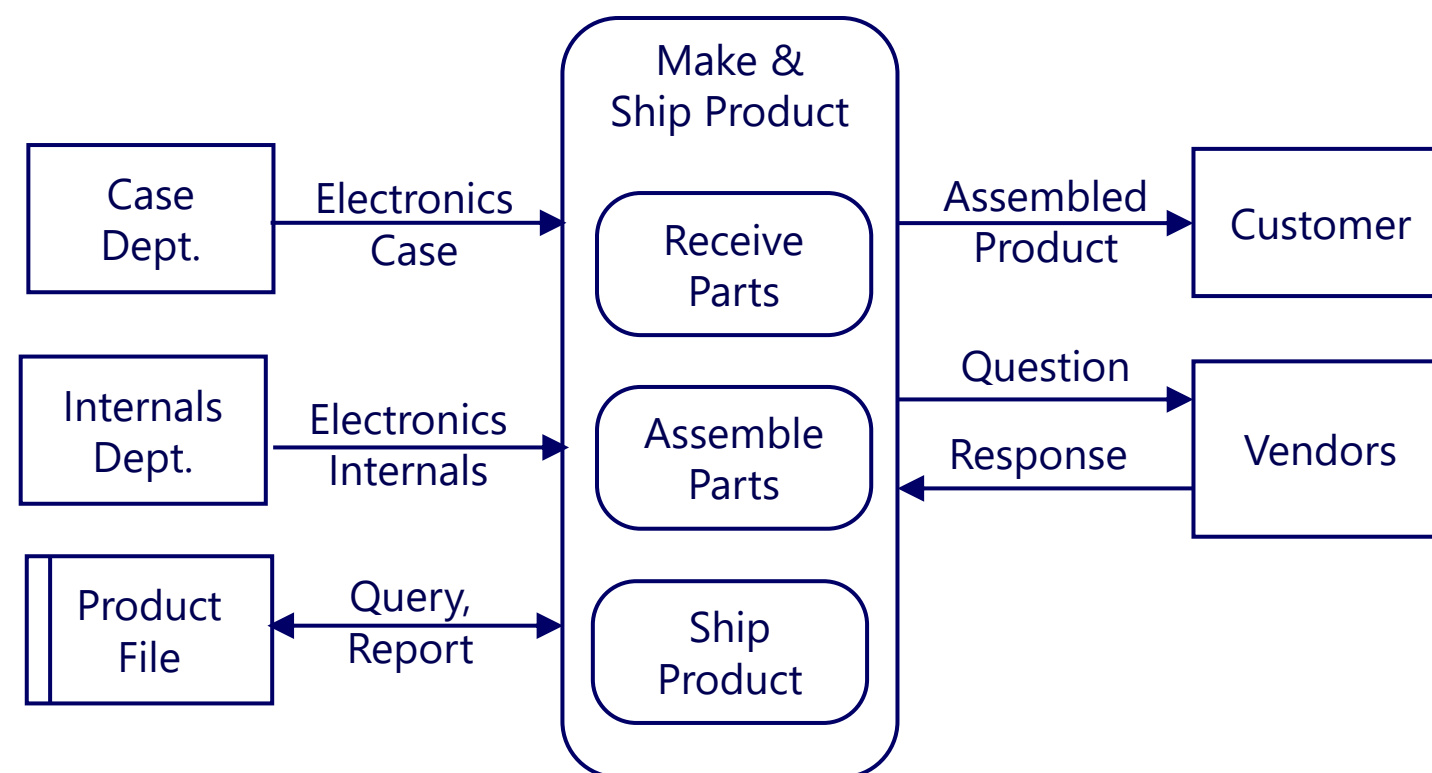 Make &
Ship Product
Case
Dept.
Electronics
Case
Receive
Parts
Assembled
Product
Customer
Internals
Dept.
Electronics
Internals
Assemble
Parts
Question
Response
Vendors
Product
File
Query,
Report
Ship
Product